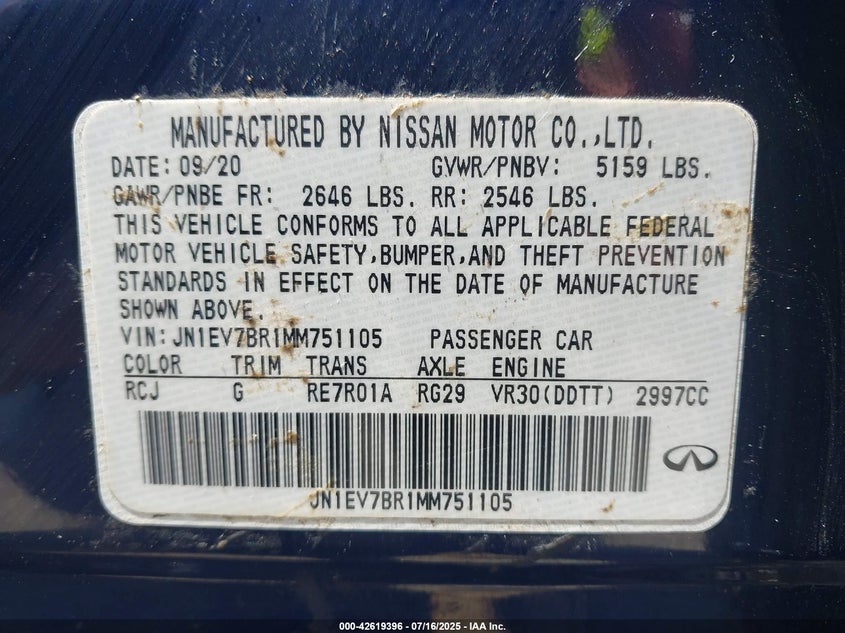 MANUFACTURED BY NISSAN MOTOR CO.,LTD.
DATE: 09/20 GVWR/PNBV: 5159 LBS.
GAWR/PNBE FR: 2646 LBS. RR: 2546 LBS.
THIS VEHICLE CONFORMS TO ALL APPLICABLE FEDERAL
MOTOR VEHICLE SAFETY,BUMPER,AND THEFT PREVENTION
STANDARDS IN EFFECT ON THE DATE OF MANUFACTURE
SHOWN ABOVE.
VIN:JN1EV7BR1MM751105 PASSENGER CAR
COLOR TRIM TRANS AXLE ENGINE
RCJ G RE7R01A RG29 VR30(DDTT) 2997CC
JN1EV7BR1MM751105
000-42619396 - 07/16/2025 - IAA Inc.